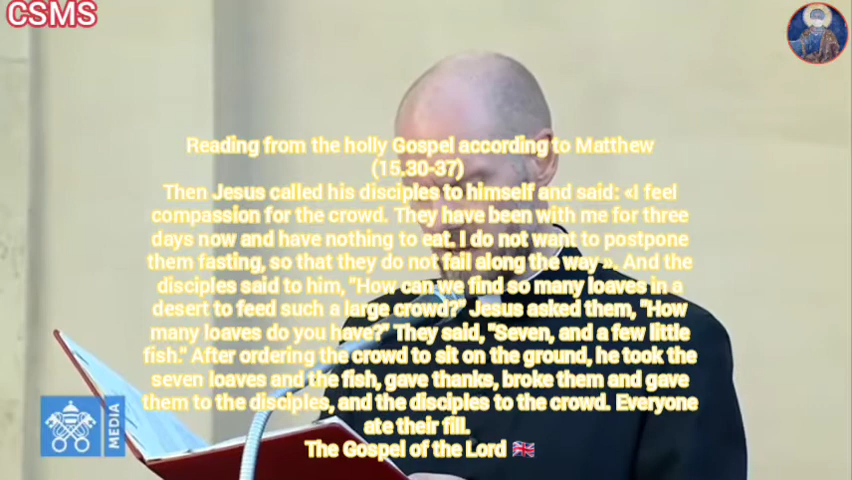 CSMS
Reading from the holly Gospel according to Matthew
(15.30-37)
Then Jesus called his disciples to himself and said: «I feel
compassion for the crowd. They have been with me for three
days now and have nothing to eat. I do not want to postpone
them fasting, so that they do not fail along the way ». And the
disciples said to him, "How can we find so many loaves in a
desert to feed such a large crowd?" Jesus asked them, "How
many loaves do you have?" They said, "Seven, and a few little
fish." After ordering the crowd to sit on the ground, he took the
seven loaves and the fish, gave thanks, broke them and gave
them to the disciples, and the disciples to the crowd. Everyone
ate their fill.
The Gospel of the Lord 🇬🇧
MEDIA